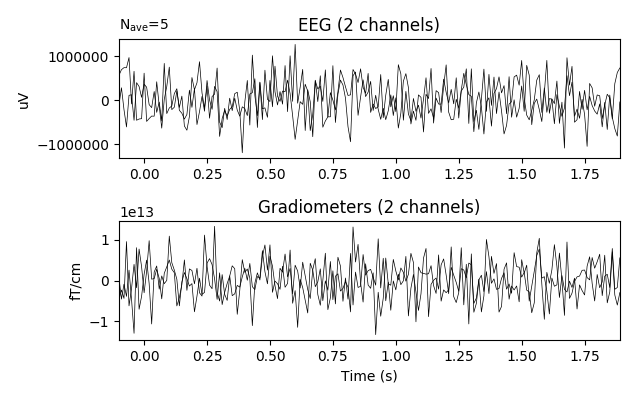 N_ave=5
EEG (2 channels)
1000000
0
−1000000
uV
0.00 0.25 0.50 0.75 1.00 1.25 1.50 1.75
1e13
Gradiometers (2 channels)
1
0
−1
fT/cm
0.00 0.25 0.50 0.75 1.00 1.25 1.50 1.75
Time (s)